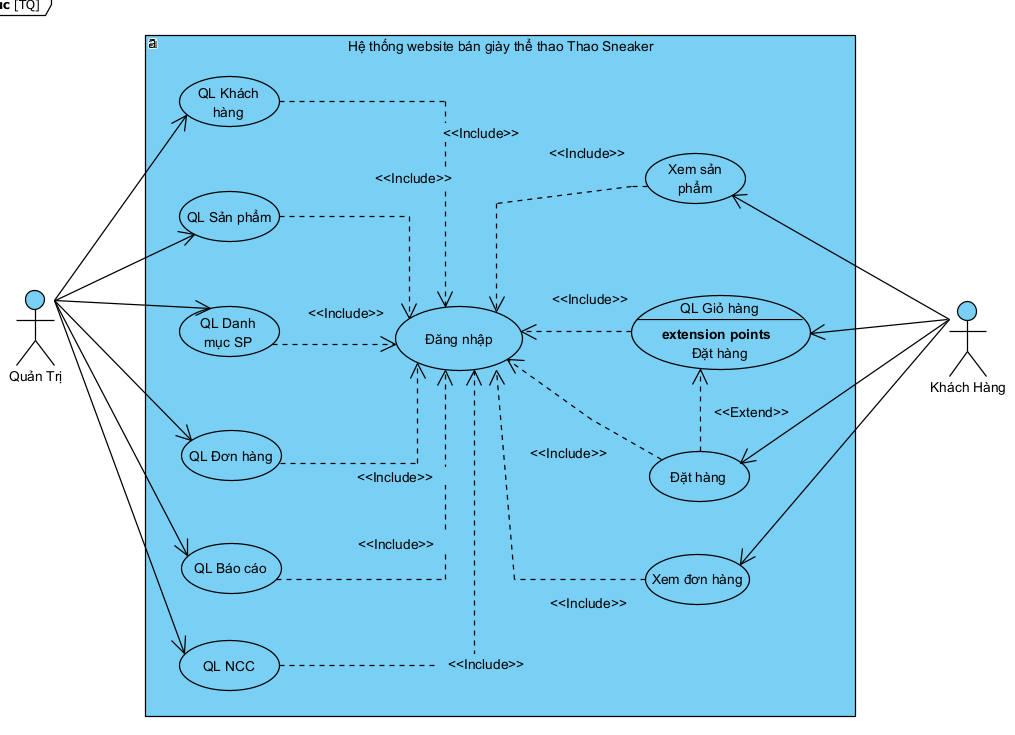 uc [TQ]
a
Hệ thống website bán giày thể thao Thao Sneaker
QL Khách
hàng
<<Include>>
<<Include>>
<<Include>>
Xem sản
phẩm
QL Sản phẩm
<<Include>>
<<Include>>
QL Giỏ hàng
extension points
Đặt hàng
QL Danh
mục SP
Đăng nhập
Quản Trị
Khách Hàng
<<Extend>>
QL Đơn hàng
<<Include>>
<<Include>>
Đặt hàng
<<Include>>
QL Báo cáo
Xem đơn hàng
<<Include>>
QL NCC
<<Include>>